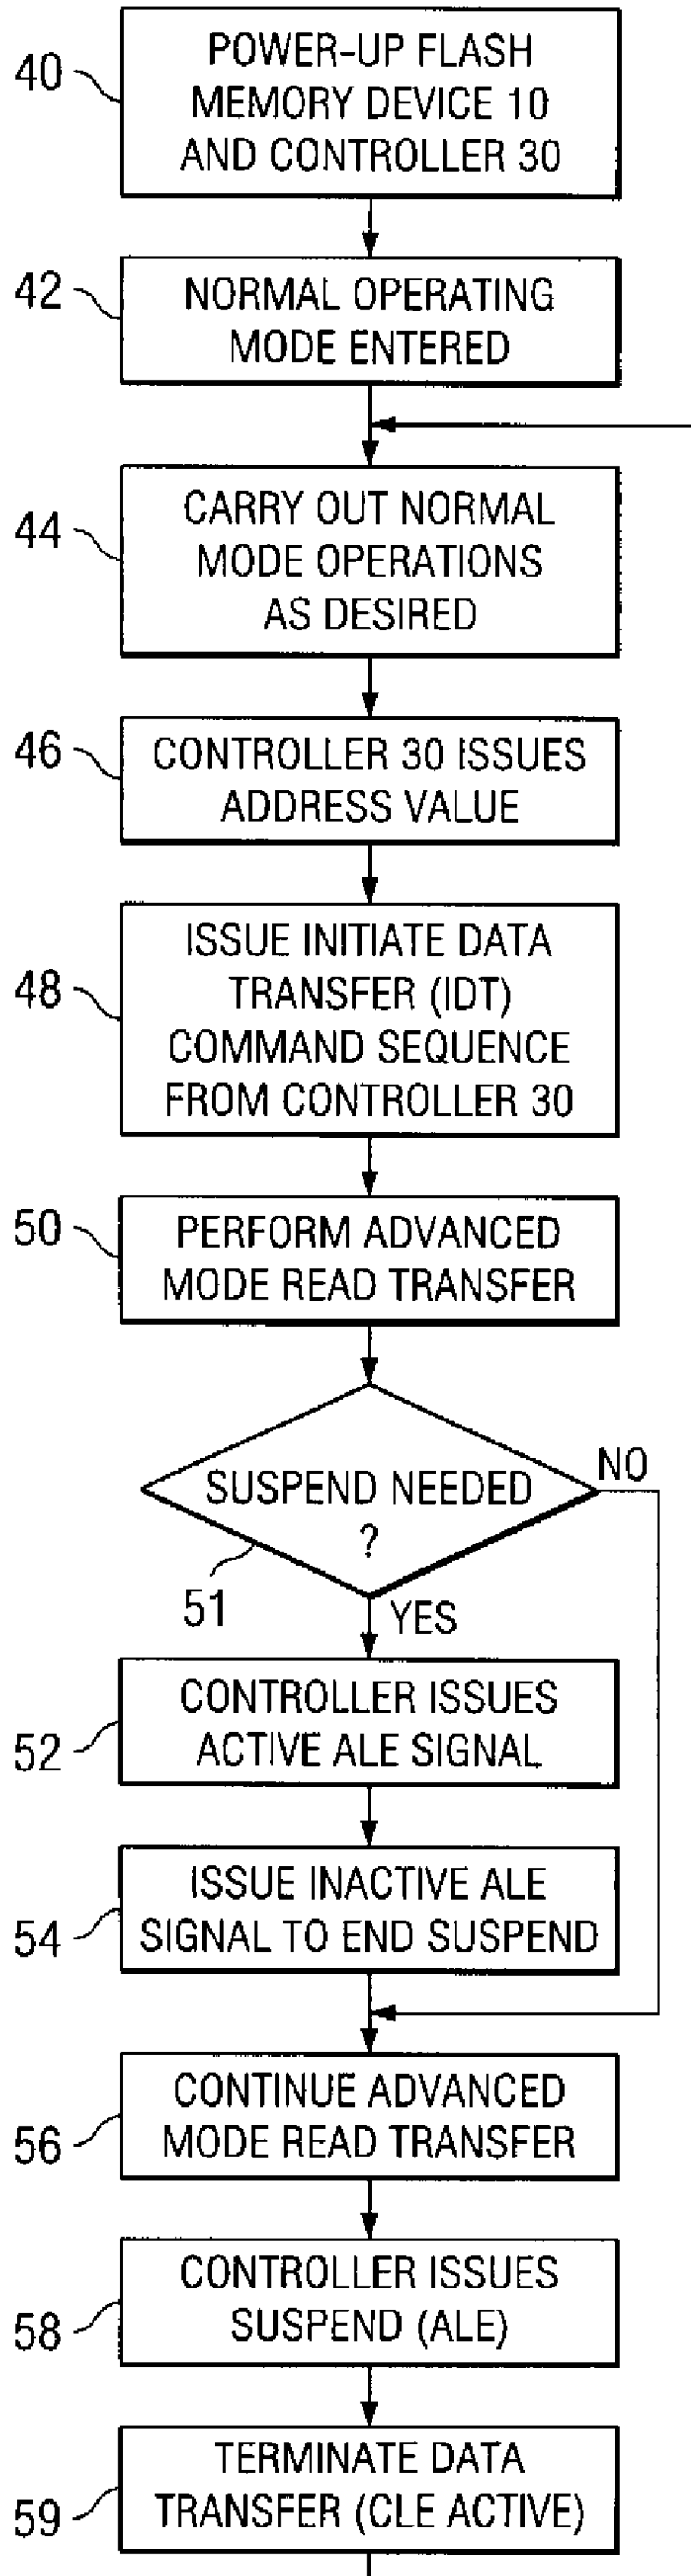 40
POWER-UP FLASH
MEMORY DEVICE 10
AND CONTROLLER 30
42
NORMAL OPERATING
MODE ENTERED
44
CARRY OUT NORMAL
MODE OPERATIONS
AS DESIRED
46
CONTROLLER 30 ISSUES
ADDRESS VALUE
48
ISSUE INITIATE DATA
TRANSFER (IDT)
COMMAND SEQUENCE
FROM CONTROLLER 30
50
PERFORM ADVANCED
MODE READ TRANSFER
SUSPEND NEEDED
?
NO
51
YES
52
CONTROLLER ISSUES
ACTIVE ALE SIGNAL
54
ISSUE INACTIVE ALE
SIGNAL TO END SUSPEND
56
CONTINUE ADVANCED
MODE READ TRANSFER
58
CONTROLLER ISSUES
SUSPEND (ALE)
59
TERMINATE DATA
TRANSFER (CLE ACTIVE)